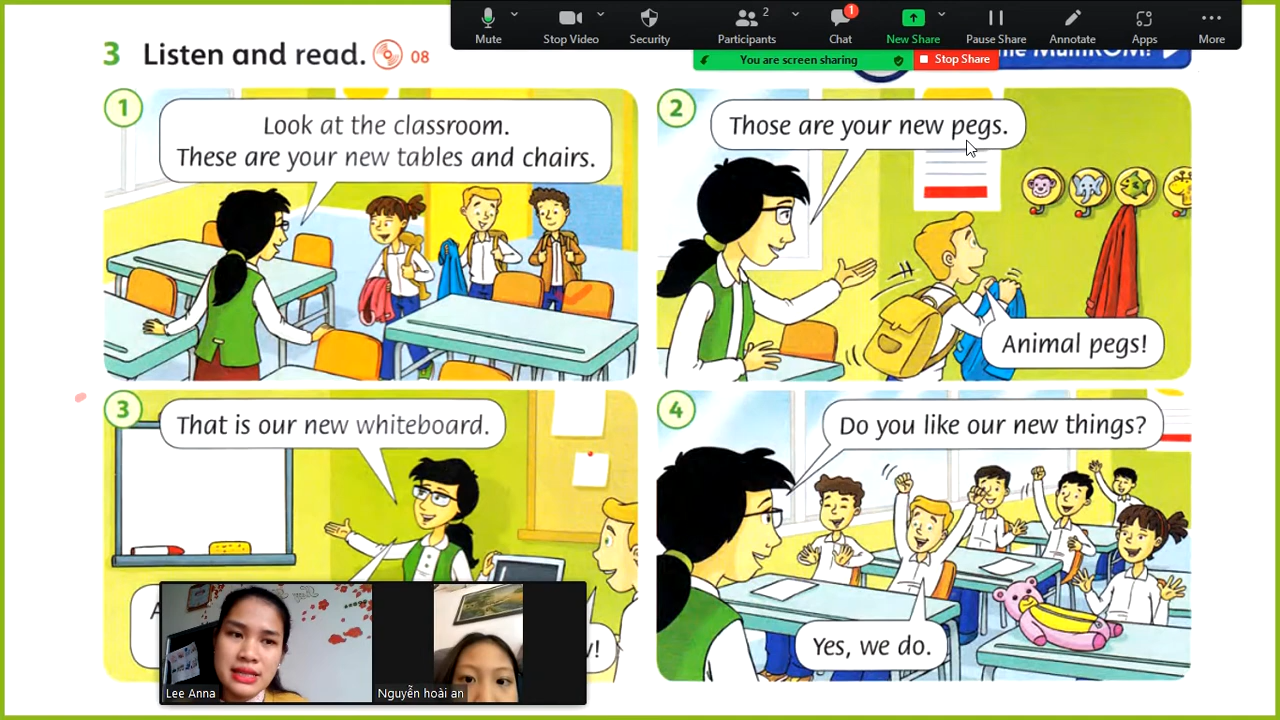 Mute
Stop Video
Security
Participants
2
Chat
1
New Share
Pause Share
Annotate
Apps
More
You are screen sharing
Stop Share
3 Listen and read. 08
1
Look at the classroom.
These are your new tables and chairs.
2
Those are your new pegs.
Animal pegs!
3
That is our new whiteboard.
4
Do you like our new things?
Yes, we do.
Lee Anna
Nguyễn hoài an